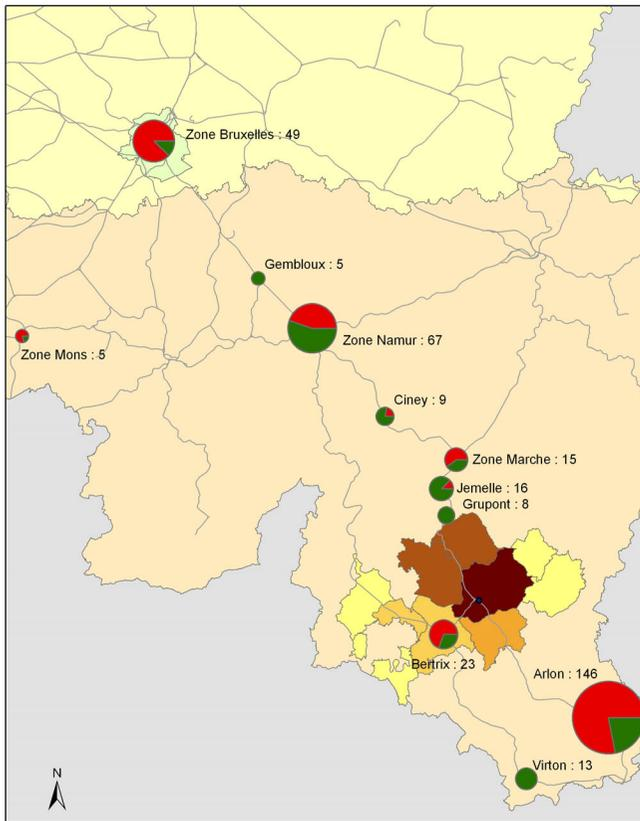 Zone Bruxelles : 49
Gembloux : 5
Zone Namur : 67
Zone Mons : 5
Ciney : 9
Zone Marche : 15
Jemelle : 16
Grupont : 8
Bertrix : 23
Arlon : 146
Virton : 13
N